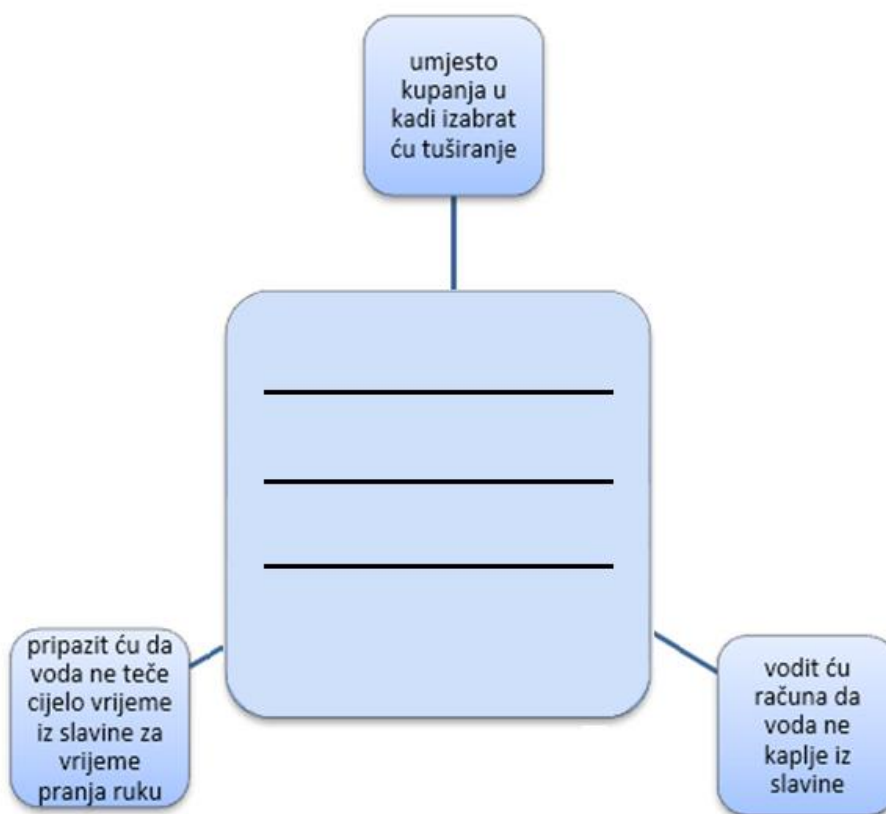 umjesto
kupanja u
kadi izabrat
ću tuširanje
pripazit ću da
voda ne teče
cijelo vrijeme
iz slavine za
vrijeme
pranja ruku
vodit ću
računa da
voda ne
kaplje iz
slavine